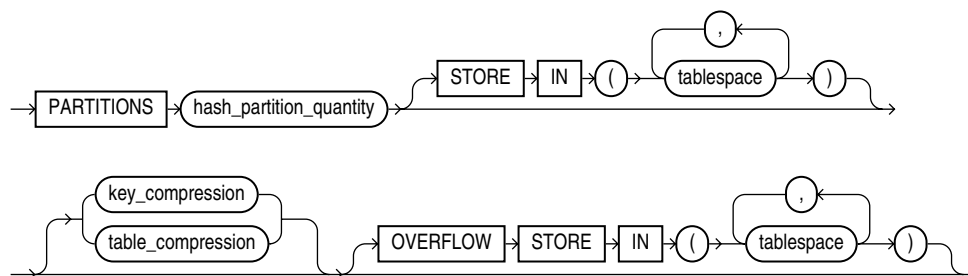 ,
STORE IN ( tablespace )
PARTITIONS hash_partition_quantity
key_compression
,
table_compression
OVERFLOW STORE IN ( tablespace )